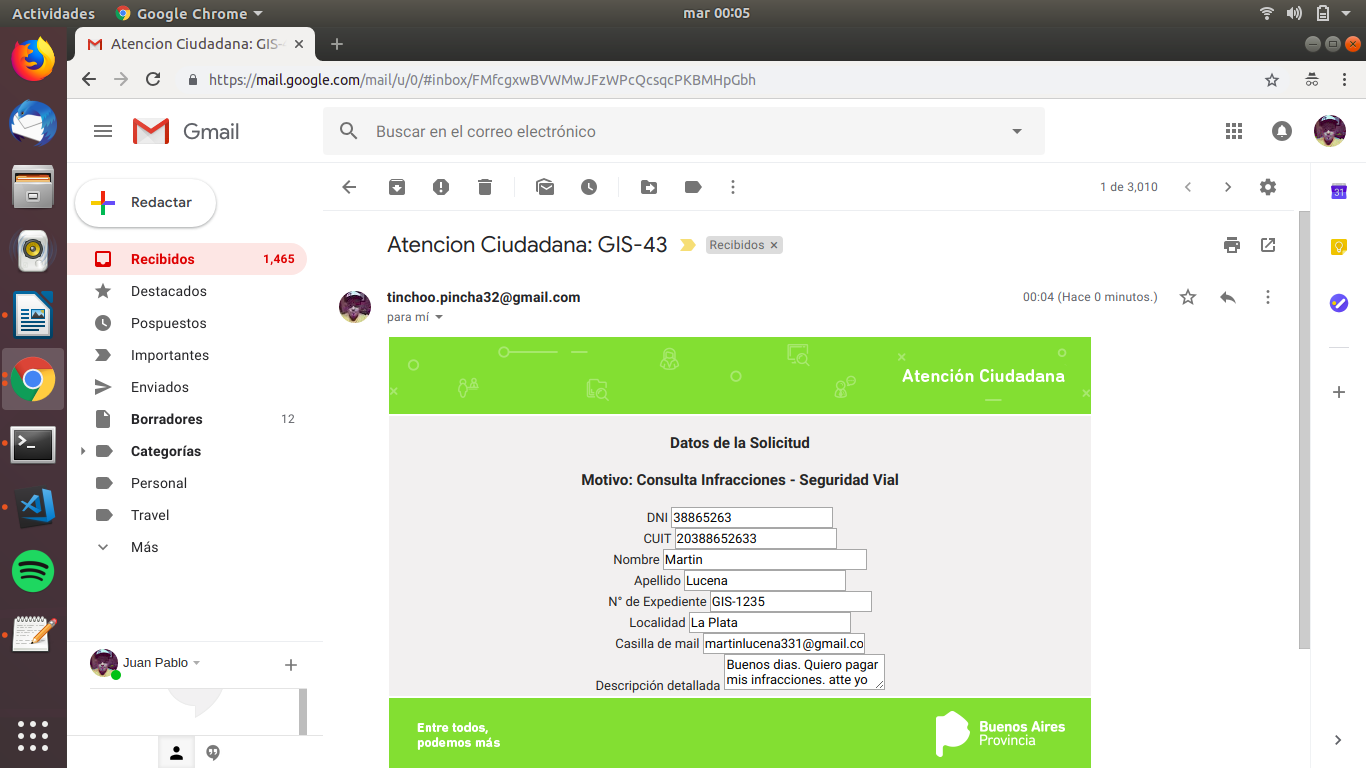 Actividades
Google Chrome
mar 00:05
Atencion Ciudadana: GIS-4
https://mail.google.com/mail/u/0/#inbox/FMfcgxwBVWMwJFzWPcQcsqcPKBMHpGbh
Gmail
Buscar en el correo electrónico
Redactar
1 de 3,010
31
Atencion Ciudadana: GIS-43
Recibidos
Recibidos 1,465
Destacados
Pospuestos
Importantes
Enviados
Borradores 12
Categorías
Personal
Travel
Más
Juan Pablo
tinchoo.pincha32@gmail.com
00:04 (Hace 0 minutos.)
para mí
Atención Ciudadana
Datos de la Solicitud
Motivo: Consulta Infracciones - Seguridad Vial
DNI 38865263
CUIT 20388652633
Nombre Martin
Apellido Lucena
N° de Expediente GIS-1235
Localidad La Plata
Casilla de mail martinlucena331@gmail.co
Descripción detallada Buenos dias. Quiero pagar
mis infracciones. atte yo
Entre todos,
podemos más
Buenos Aires
Provincia